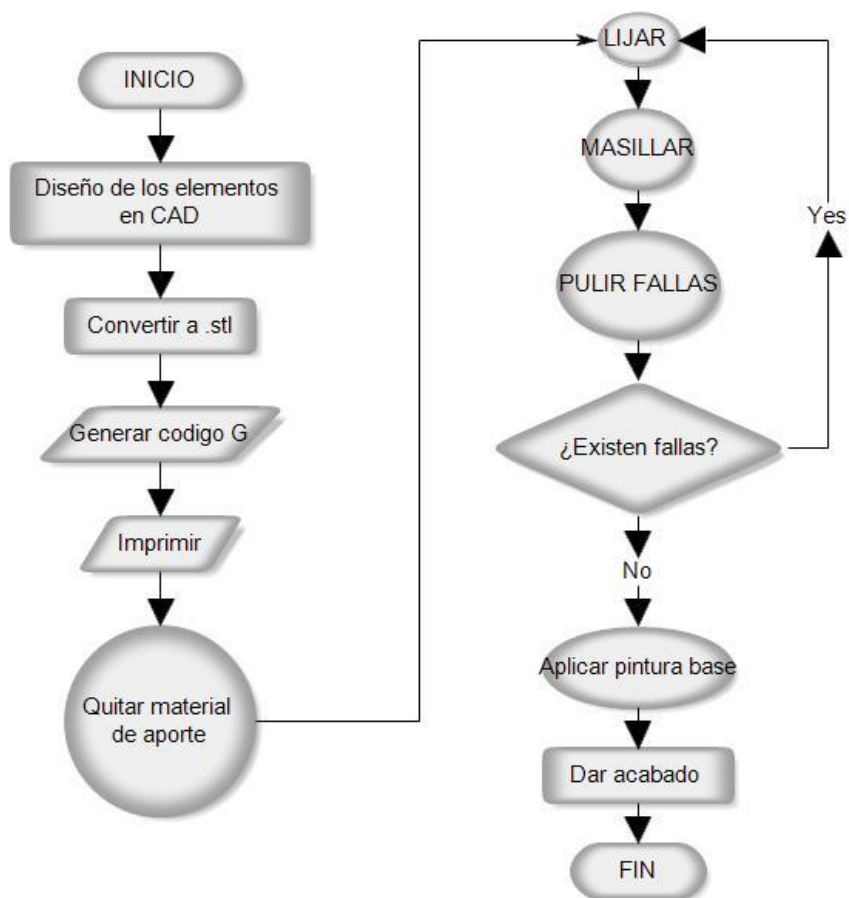 INICIO
Diseño de los elementos
en CAD
Convertir a .stl
Generar codigo G
Imprimir
Quitar material
de aporte
LIJAR
MASILLAR
PULIR FALLAS
¿Existen fallas?
Yes
No
Aplicar pintura base
Dar acabado
FIN